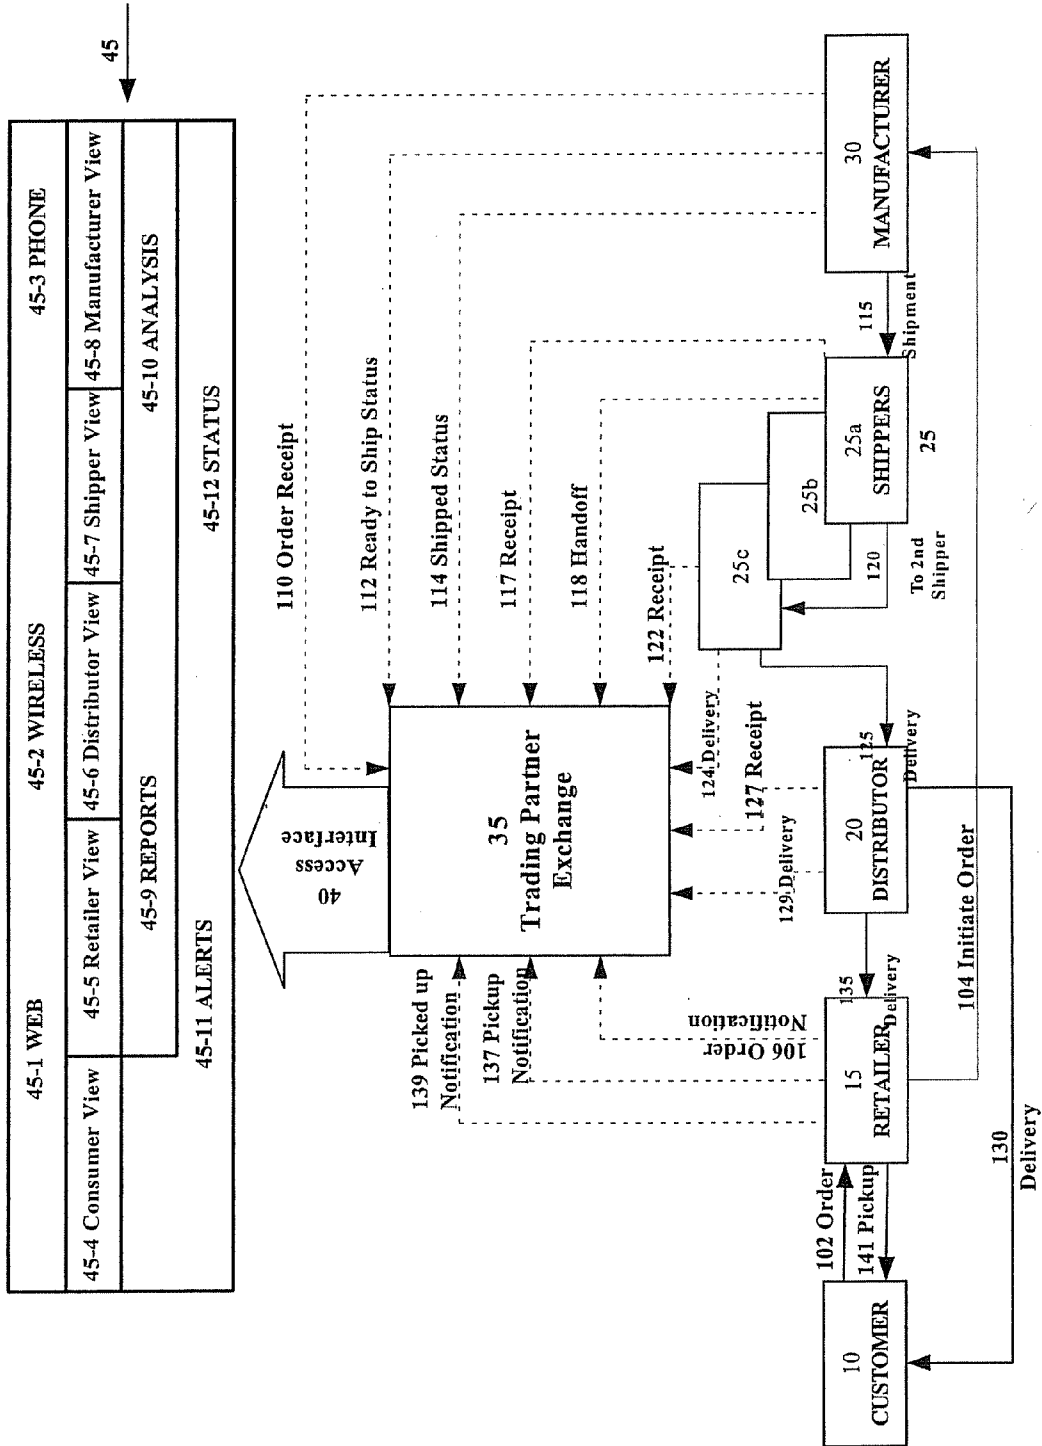 45
45-1 WEB
45-2 WIRELESS
45-3 PHONE
45-4 Consumer View
45-5 Retailer View
45-6 Distributor View
45-7 Shipper View
45-8 Manufacturer View
45-9 REPORTS
45-10 ANALYSIS
45-11 ALERTS
45-12 STATUS
40
Access
Interface
110 Order Receipt
112 Ready to Ship Status
114 Shipped Status
117 Receipt
118 Handoff
122 Receipt
124 Delivery
127 Receipt
129 Delivery
35
Trading Partner
Exchange
139 Picked up
Notification
137 Pickup
Notification
106 Order
Notification
10
CUSTOMER
102 Order
141 Pickup
15
RETAILER
135
Delivery
20
DISTRIBUTOR
125
Delivery
25c
25b
25a
SHIPPERS
25
120
To 2nd
Shipper
115
Shipment
30
MANUFACTURER
104 Initiate Order
130
Delivery